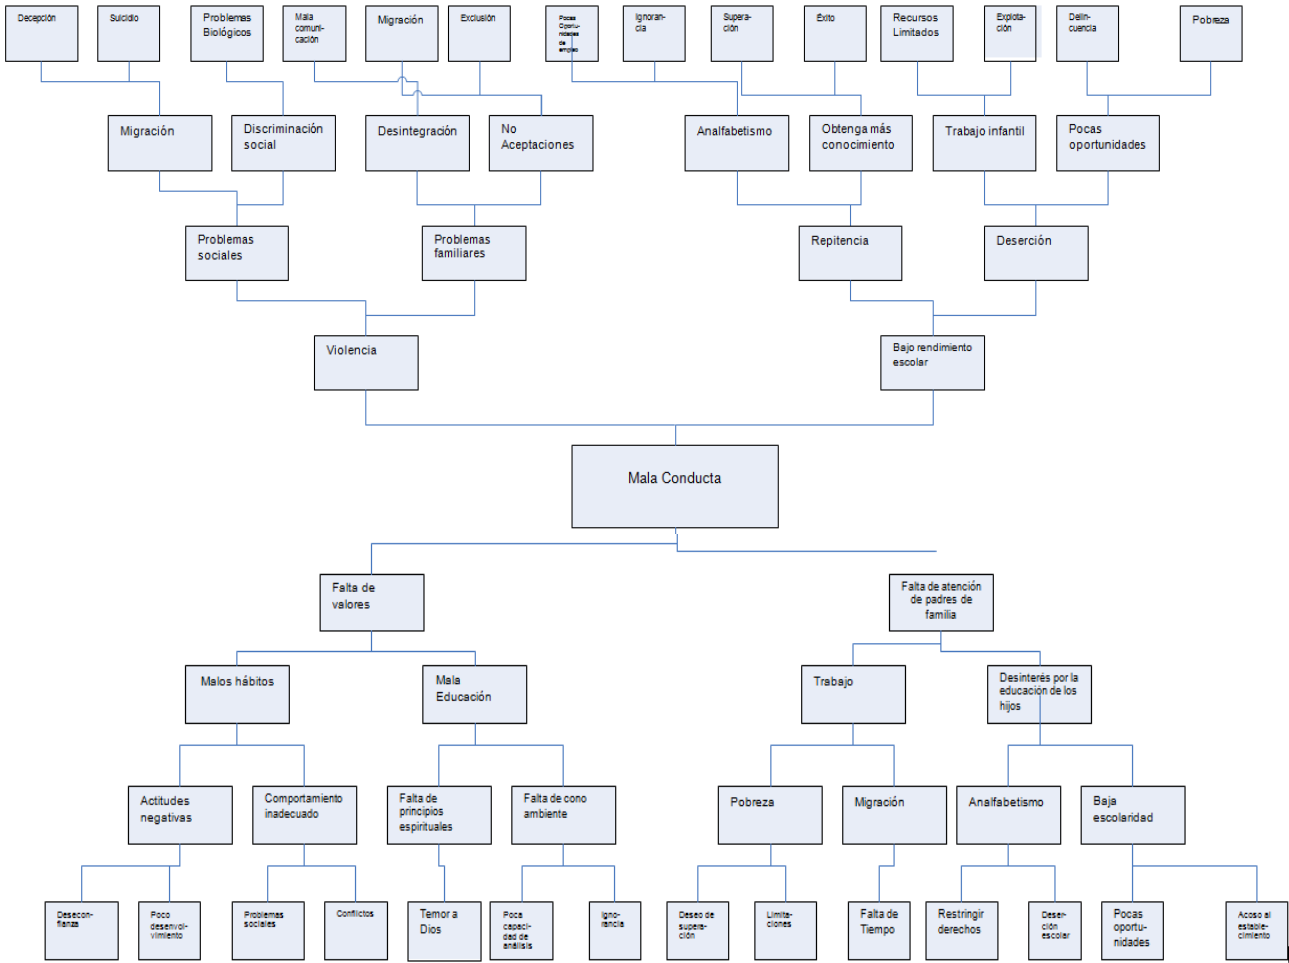 Decepción
Suicidio
Problemas
Biológicos
Mala
comuni-
cación
Migración
Exclusión
Pocas
Oportu-
nidades
de
empleo
Ignoran-
cia
Supera-
ción
Éxito
Recursos
Limitados
Explota-
ción
Delin-
cuencia
Pobreza
Migración
Discriminación
social
Desintegración
No
Aceptaciones
Analfabetismo
Obtenga más
conocimiento
Trabajo infantil
Pocas
oportunidades
Problemas
sociales
Problemas
familiares
Repitencia
Deserción
Violencia
Bajo rendimiento
escolar
Mala Conducta
Falta de
valores
Falta de atención
de padres de
familia
Malos hábitos
Mala
Educación
Trabajo
Desinterés por la
educación de los
hijos
Actitudes
negativas
Comportamiento
inadecuado
Falta de
principios
espirituales
Falta de cono
ambiente
Pobreza
Migración
Analfabetismo
Baja
escolaridad
Desecon-
fianza
Poco
desenvol-
vimiento
Problemas
sociales
Conflictos
Temor a
Dios
Poca
capaci-
dad de
análisis
Igno-
rancia
Deseo de
supera-
ción
Limita-
ciones
Falta de
Tiempo
Restringir
derechos
Deser-
ción
escolar
Pocas
oportu-
nidades
Acoso al
estable-
cimiento